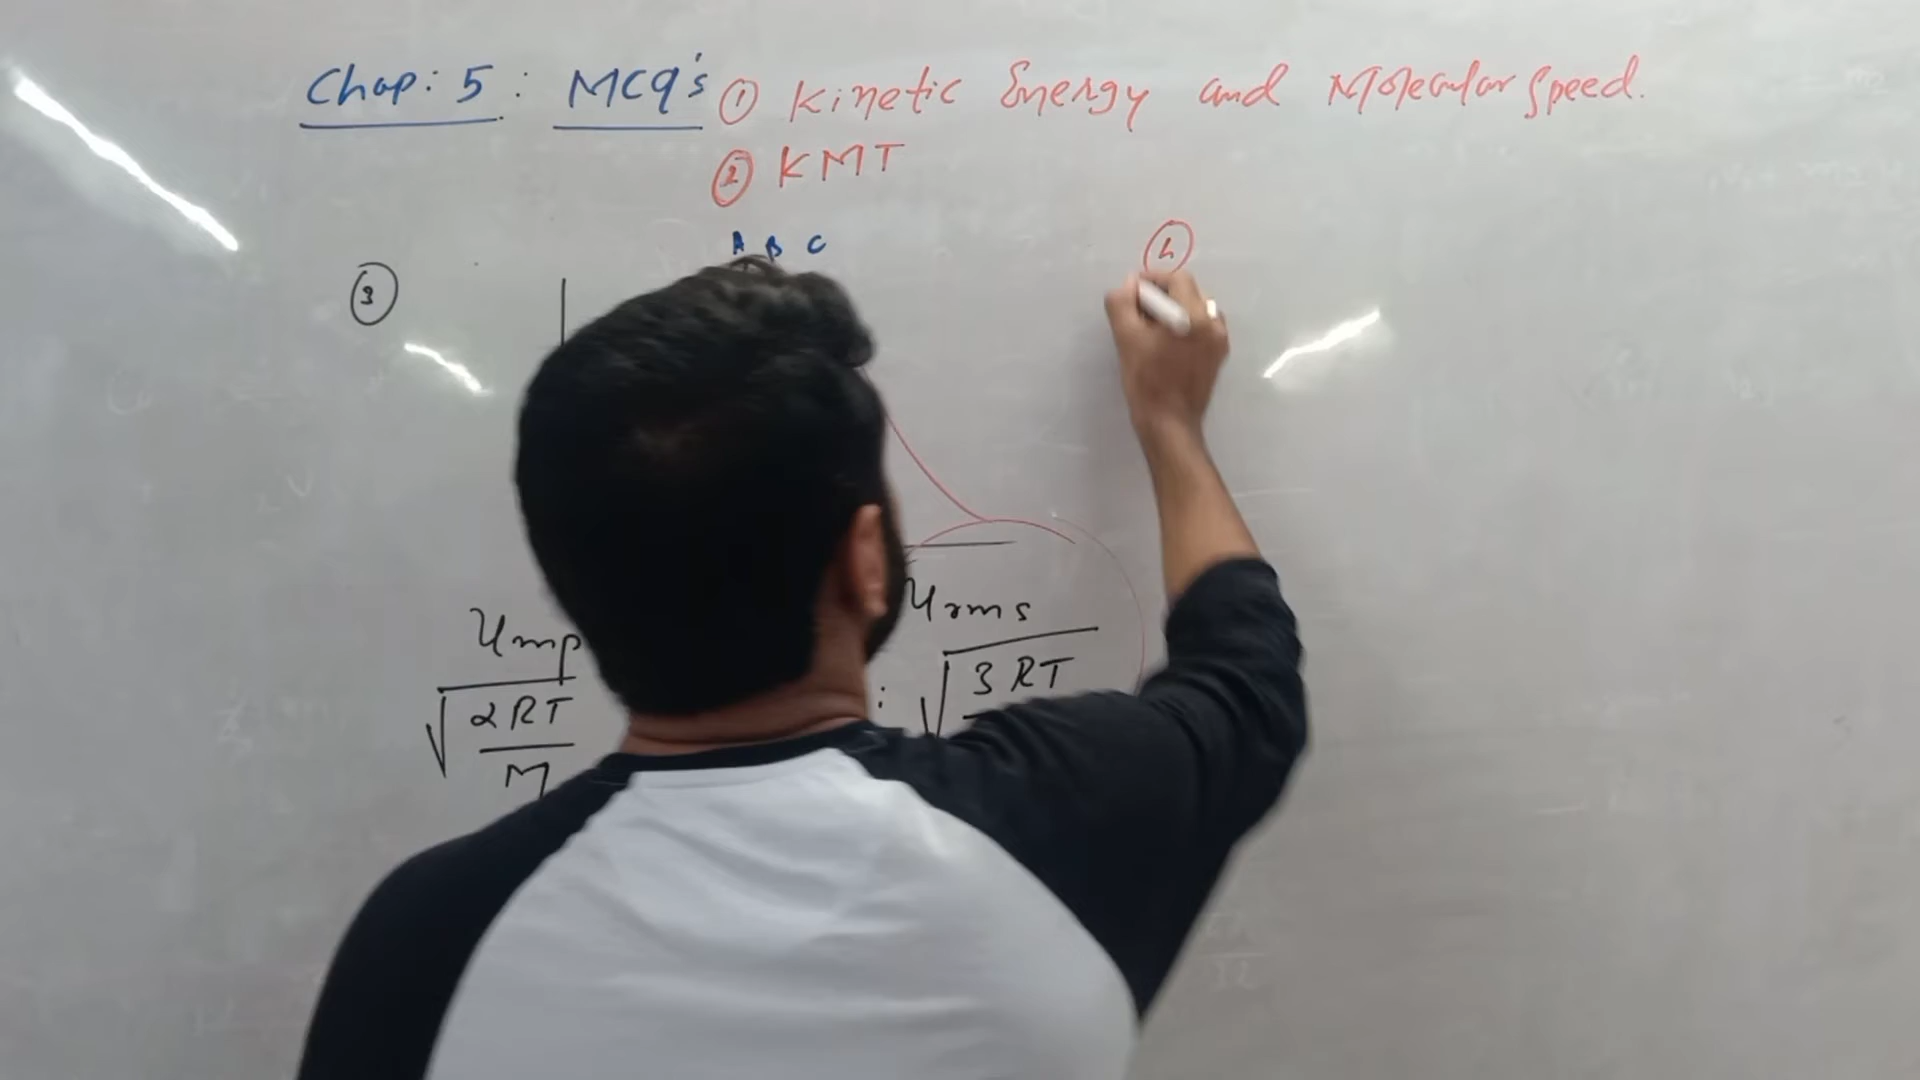 Chap: 5 : MCQ's ① Kinetic Energy and Molecular Speed.
② KMT
A B C
③
④
Ump
Urms
√2RT
M
: √3RT